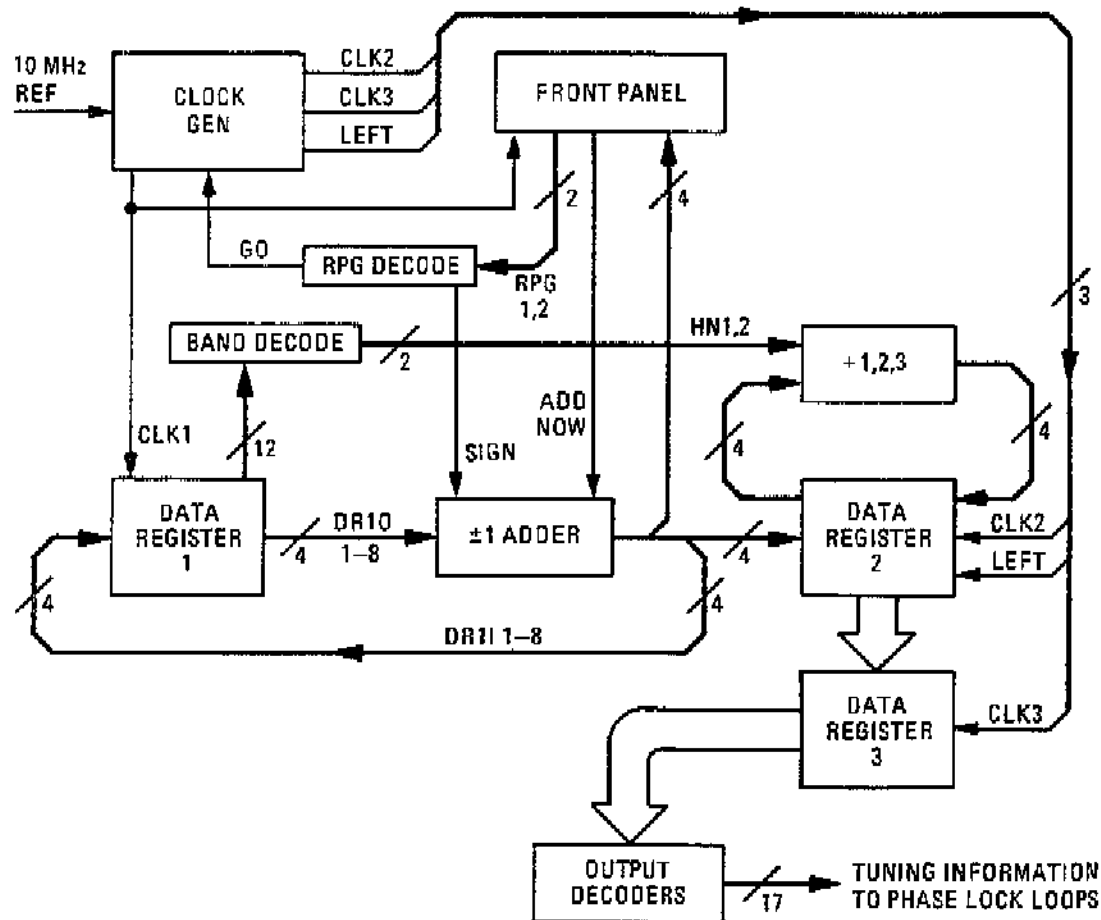 10 MHz
REF
CLOCK
GEN
CLK2
CLK3
LEFT
FRONT PANEL
2
4
GO
RPG DECODE
RPG
1,2
3
BAND DECODE
2
HN1,2
+1,2,3
ADD
NOW
CLK1
12
SIGN
4
4
DATA
REGISTER
1
4
DR10
1–8
±1 ADDER
4
DATA
REGISTER
2
CLK2
LEFT
4
4
DR1I 1–8
DATA
REGISTER
3
CLK3
OUTPUT
DECODERS
17
TUNING INFORMATION
TO PHASE LOCK LOOPS